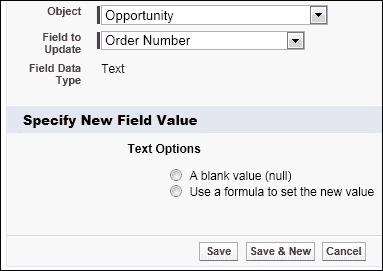 Object Opportunity
Field to Update Order Number
Field Data Type Text
Specify New Field Value
Text Options
A blank value (null)
Use a formula to set the new value
Save Save & New Cancel